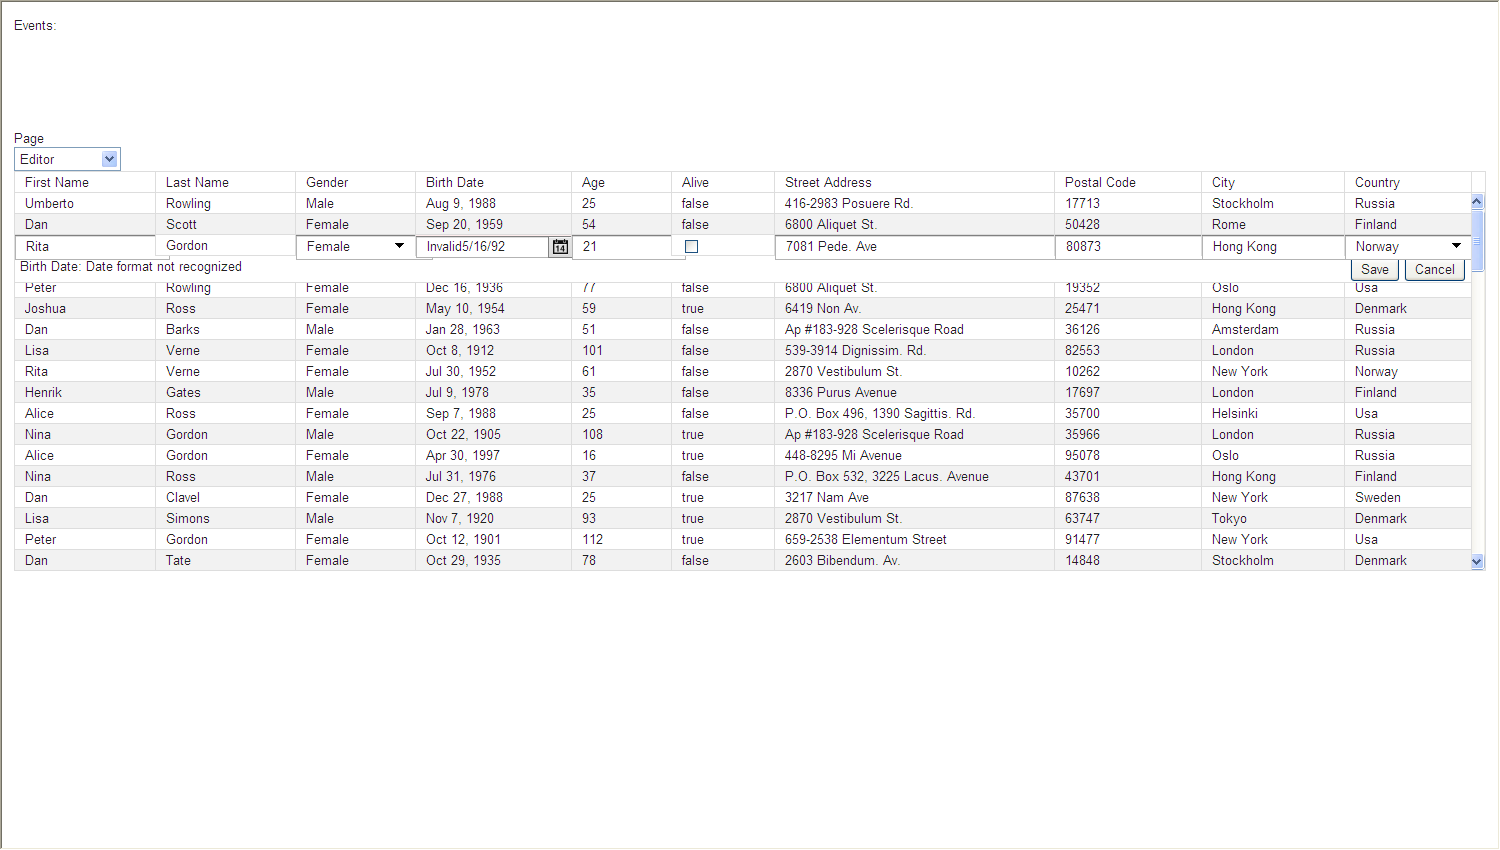 Events:
Page
Editor
First Name Last Name Gender Birth Date Age Alive Street Address Postal Code City Country
Umberto Rowling Male Aug 9, 1988 25 false 416-2983 Posuere Rd. 17713 Stockholm Russia
Dan Scott Female Sep 20, 1959 54 false 6800 Aliquet St. 50428 Rome Finland
Rita Gordon Female Invalid5/16/92 14 21 7081 Pede. Ave 80873 Hong Kong Norway
Birth Date: Date format not recognized Save Cancel
Peter Rowling Female Dec 16, 1936 77 false 6800 Aliquet St. 19352 Oslo Usa
Joshua Ross Female May 10, 1954 59 true 6419 Non Av. 25471 Hong Kong Denmark
Dan Barks Male Jan 28, 1963 51 false Ap #183-928 Scelerisque Road 36126 Amsterdam Russia
Lisa Verne Female Oct 8, 1912 101 false 539-3914 Dignissim. Rd. 82553 London Russia
Rita Verne Female Jul 30, 1952 61 false 2870 Vestibulum St. 10262 New York Norway
Henrik Gates Male Jul 9, 1978 35 false 8336 Purus Avenue 17697 London Finland
Alice Ross Female Sep 7, 1988 25 false P.O. Box 496, 1390 Sagittis. Rd. 35700 Helsinki Usa
Nina Gordon Male Oct 22, 1905 108 true Ap #183-928 Scelerisque Road 35966 London Russia
Alice Gordon Female Apr 30, 1997 16 true 448-8295 Mi Avenue 95078 Oslo Russia
Nina Ross Male Jul 31, 1976 37 false P.O. Box 532, 3225 Lacus. Avenue 43701 Hong Kong Finland
Dan Clavel Female Dec 27, 1988 25 true 3217 Nam Ave 87638 New York Sweden
Lisa Simons Male Nov 7, 1920 93 true 2870 Vestibulum St. 63747 Tokyo Denmark
Peter Gordon Female Oct 12, 1901 112 true 659-2538 Elementum Street 91477 New York Usa
Dan Tate Female Oct 29, 1935 78 false 2603 Bibendum. Av. 14848 Stockholm Denmark